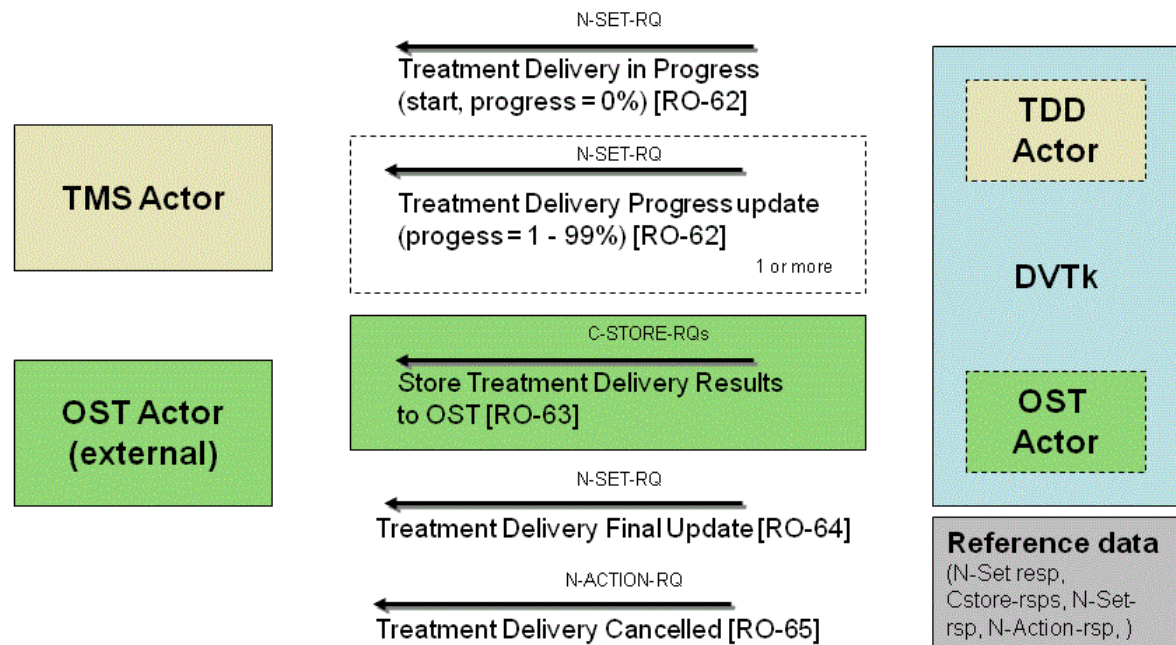 N-SET-RQ
Treatment Delivery in Progress
(start, progress = 0%) [RO-62]
TMS Actor
N-SET-RQ
Treatment Delivery Progress update
(progess = 1 - 99%) [RO-62]
1 or more
OST Actor
(external)
C-STORE-RQs
Store Treatment Delivery Results
to OST [RO-63]
N-SET-RQ
Treatment Delivery Final Update [RO-64]
N-ACTION-RQ
Treatment Delivery Cancelled [RO-65]
TDD
Actor
DVTk
OST
Actor
Reference data
(N-Set resp,
Cstore-rsps, N-Set-
rsp, N-Action-rsp, )